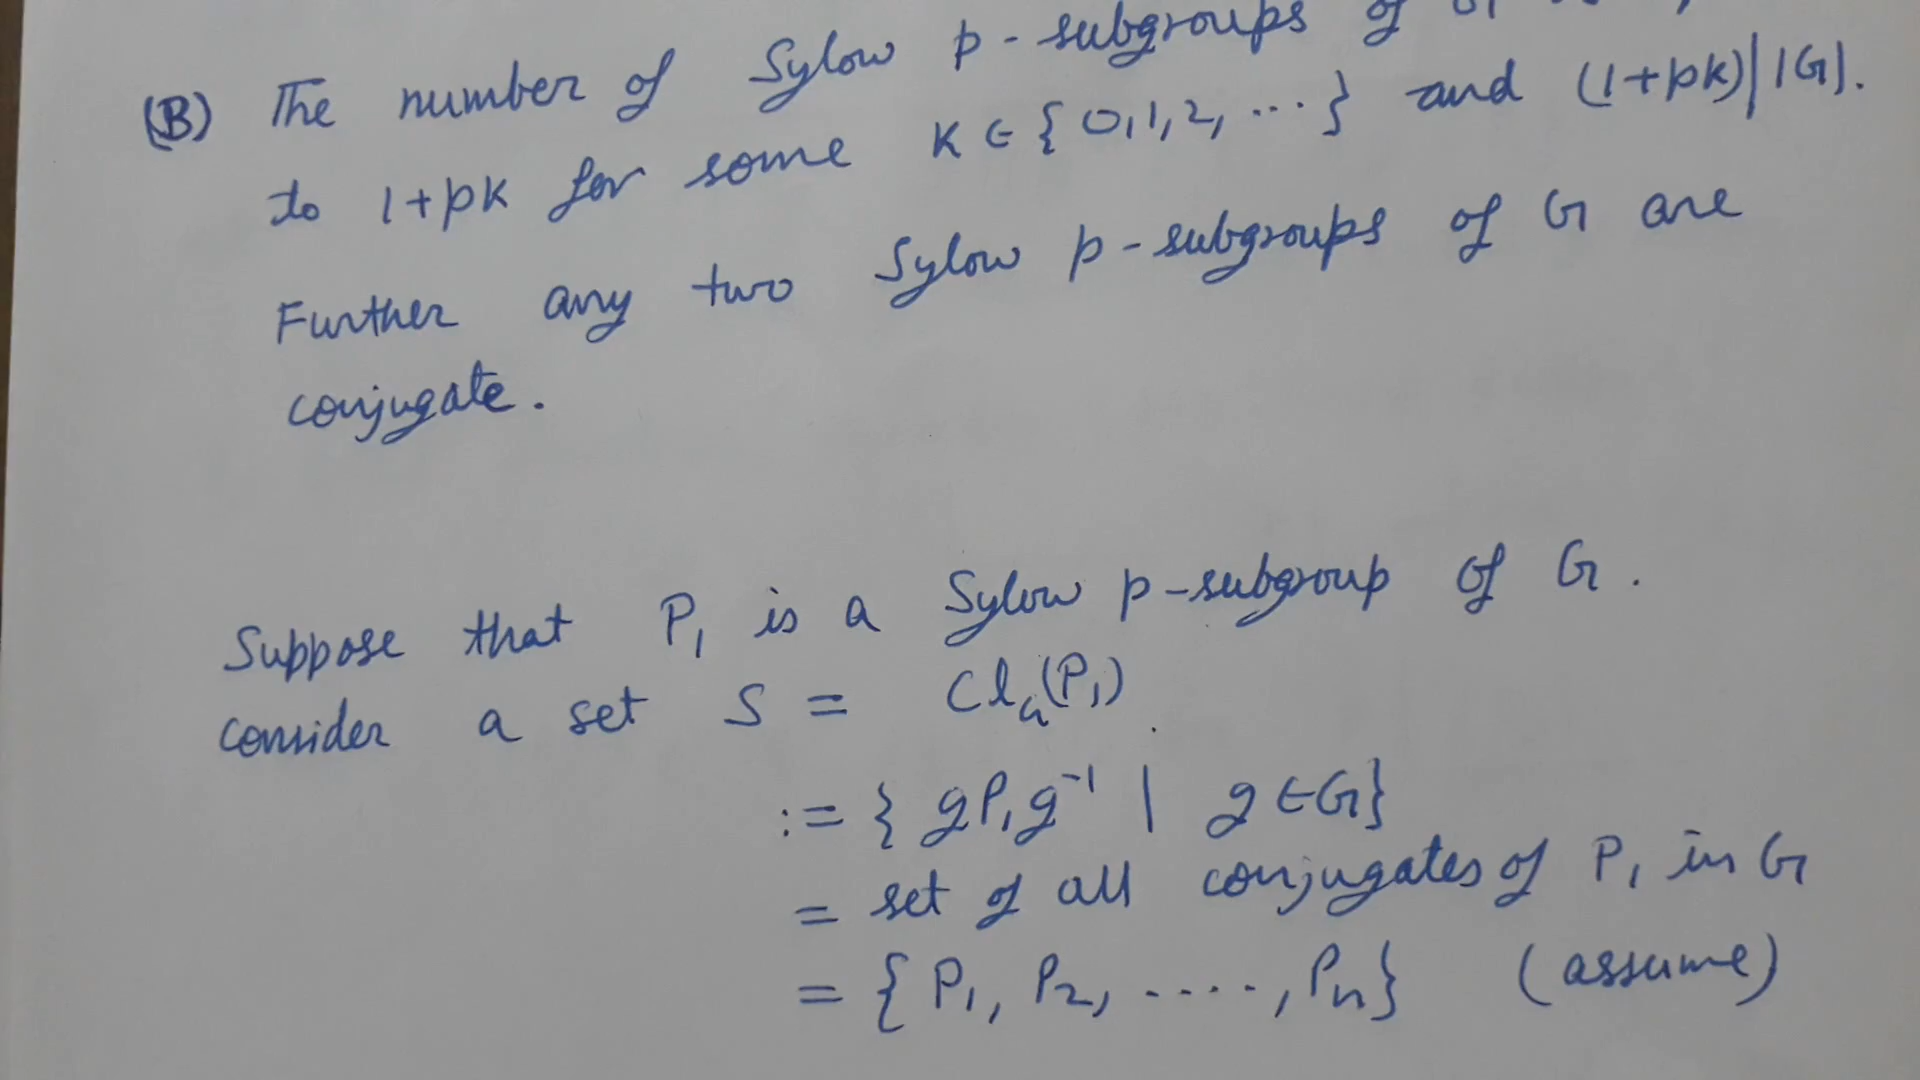 (B) The number of Sylow p-subgroups of
to 1+pk for some k ∈ {0,1,2, ...} and (1+pk)| |G|.
Further any two Sylow p-subgroups of G are
conjugate.
Suppose that P₁ is a Sylow p-subgroup of G.
consider a set S = Cl_G(P₁)
:= { gP₁g⁻¹ | g ∈ G}
= set of all conjugates of P₁ in G
= { P₁, P₂, ....., Pₙ} (assume)